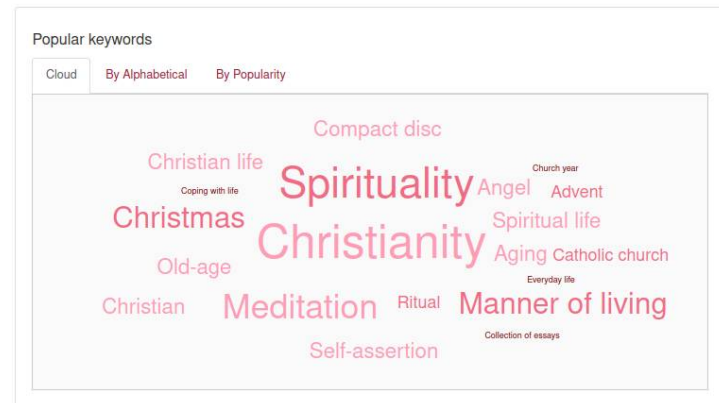 Popular keywords
Cloud By Alphabetical By Popularity
Compact disc
Christian life
Church year
Coping with life
Spirituality
Angel
Advent
Christmas
Spiritual life
Christianity
Aging
Catholic church
Old-age
Everyday life
Christian
Meditation
Ritual
Manner of living
Collection of essays
Self-assertion